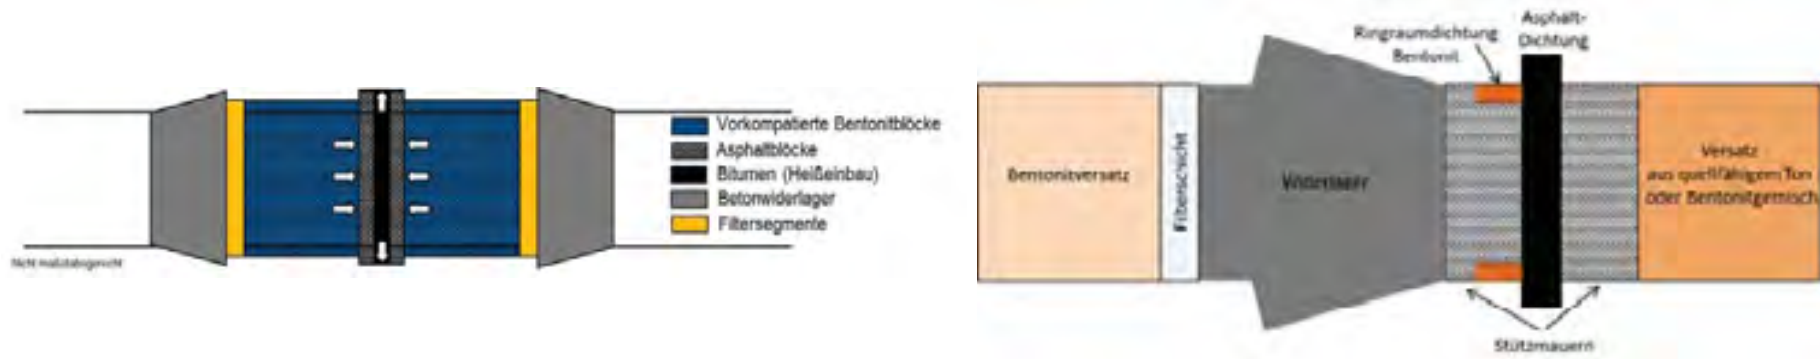 Vorkompatierte Bentonitblöcke
Asphaltblöcke
Bitumen (Heißeinbau)
Betonwiderlager
Filtersegmente
Nicht maßstabsgerecht
Ringraumdichtung
Bentonit
Asphalt-
Dichtung
Bentonitversatz
Filterschicht
Widerlager
Versatz
aus quellfähigem Ton
oder Bentonitgemisch
Stützmauern